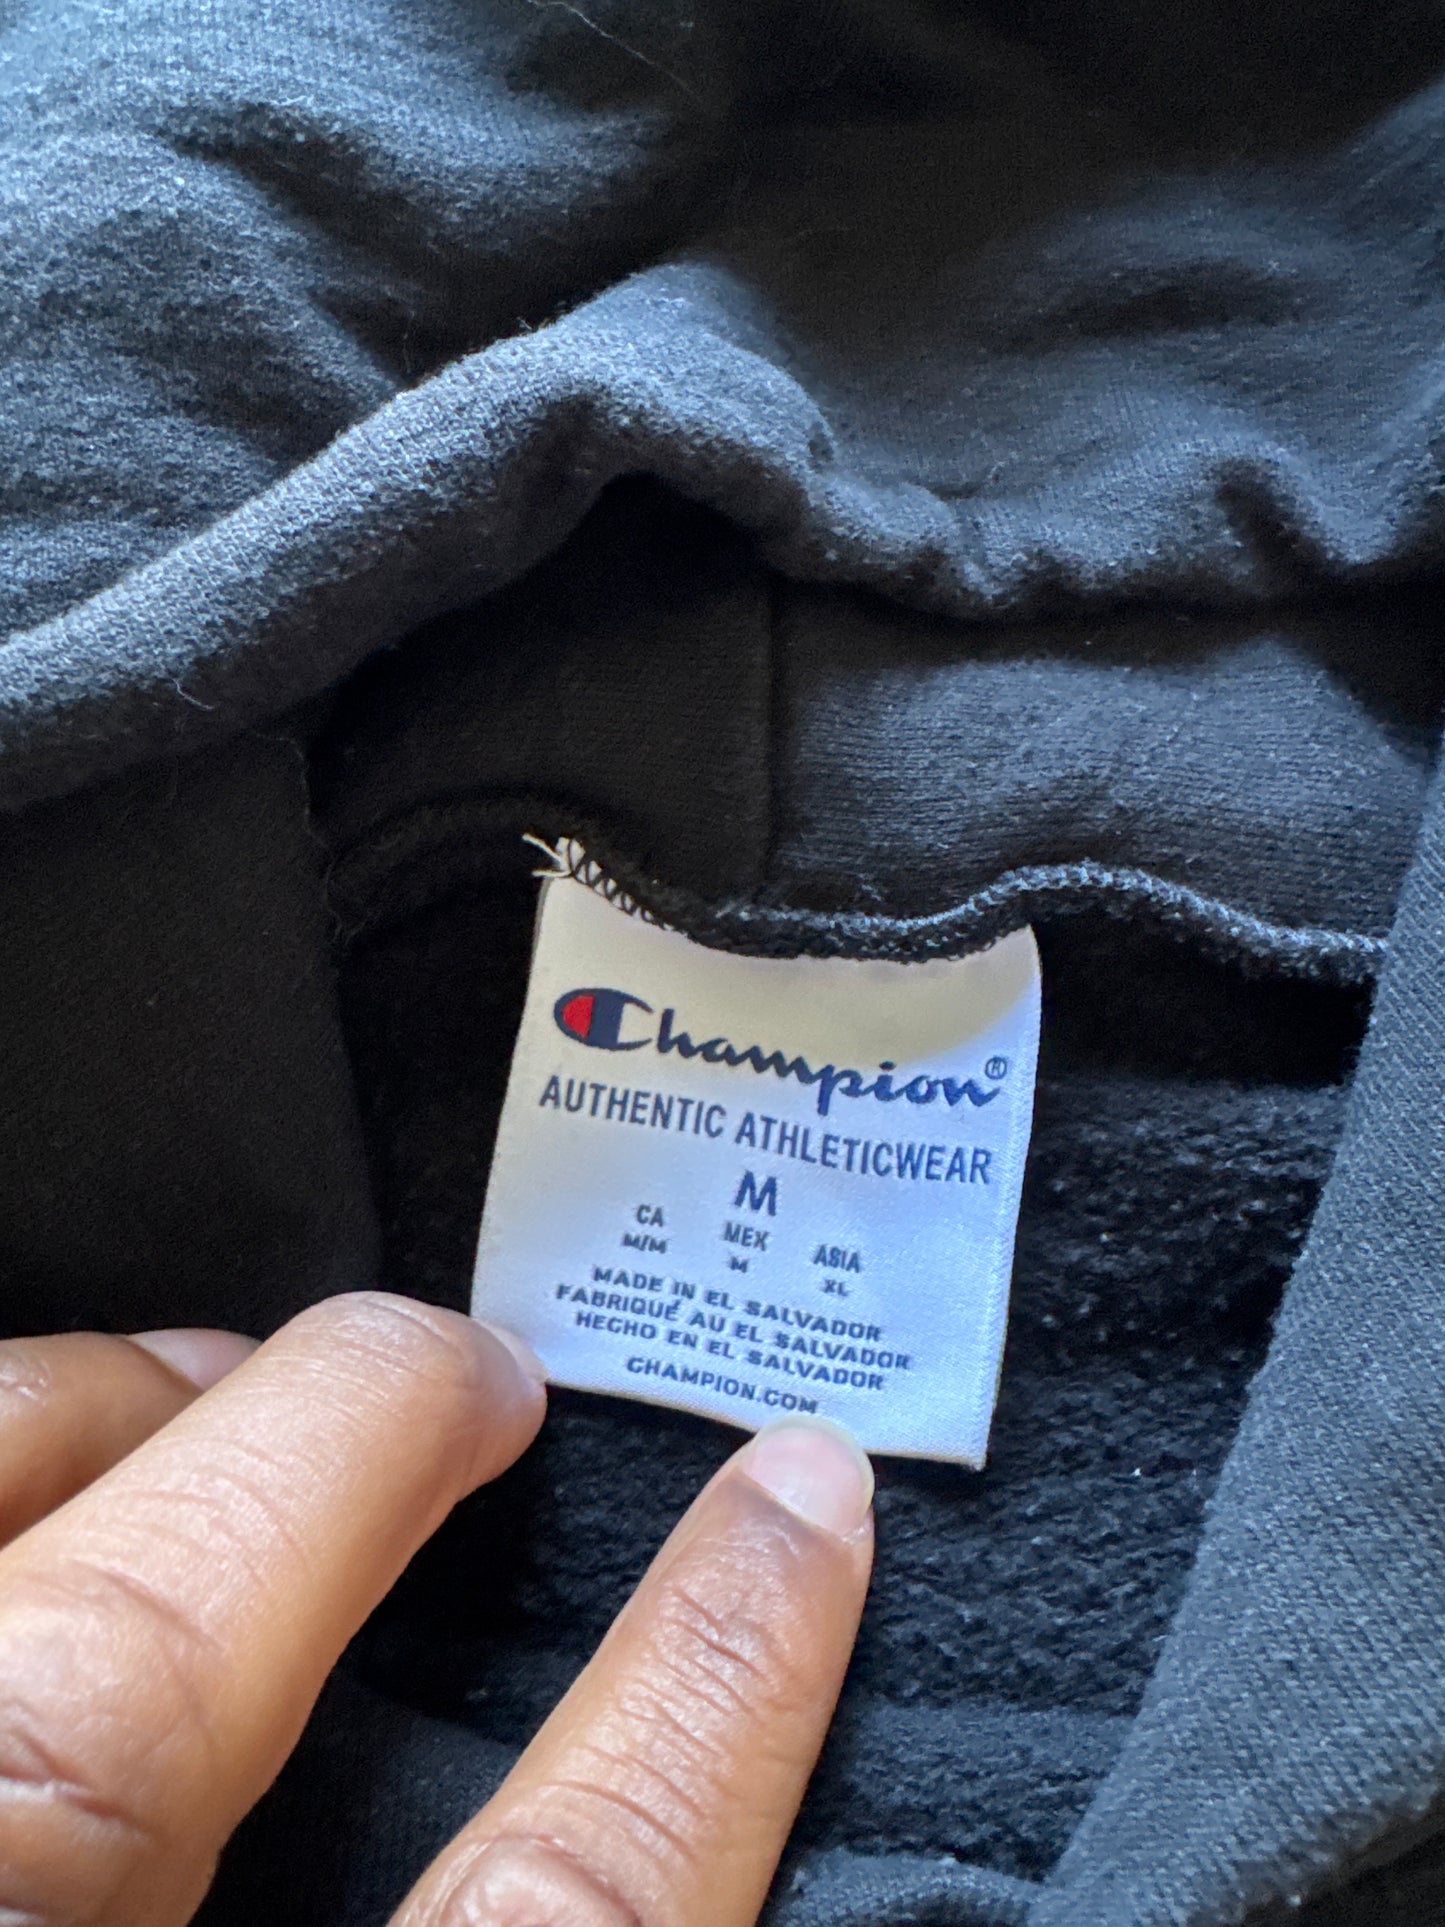 Champion®
AUTHENTIC ATHLETICWEAR
M
CA MEX ASIA
M/M M XL
MADE IN EL SALVADOR
FABRIQUÉ AU EL SALVADOR
HECHO EN EL SALVADOR
CHAMPION.COM